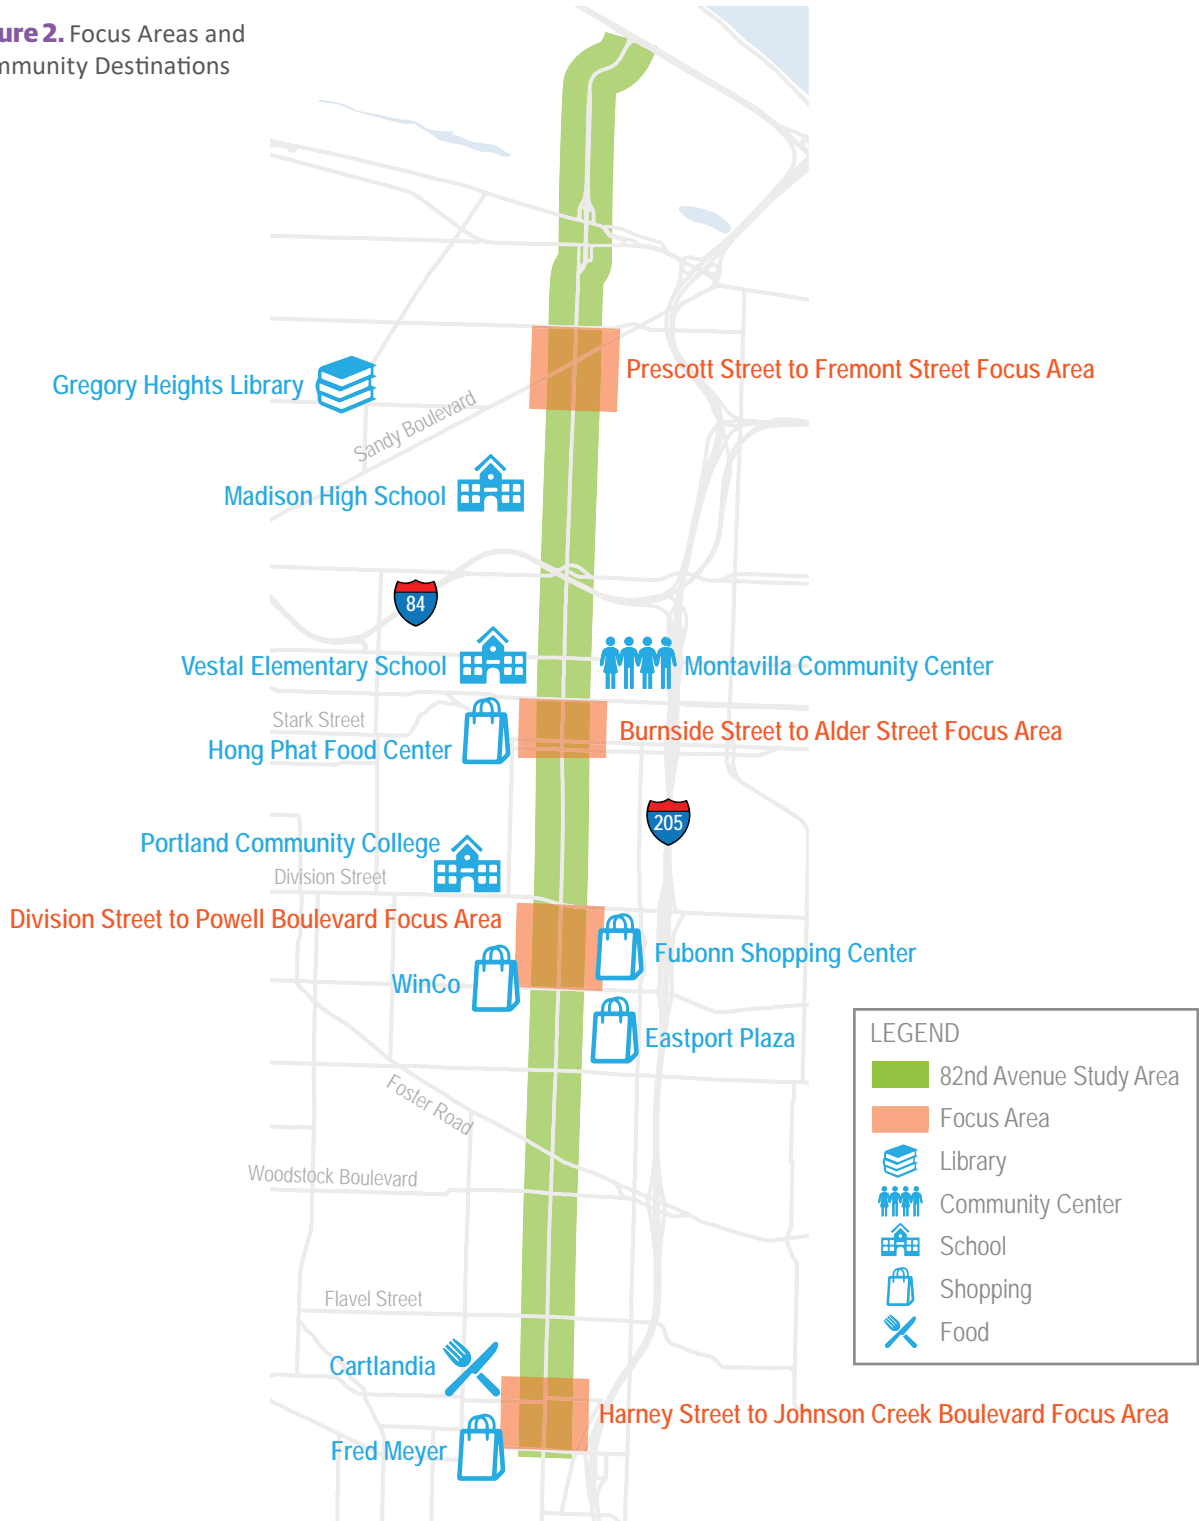 ure 2. Focus Areas and
mmunity Destinations
Prescott Street to Fremont Street Focus Area
Gregory Heights Library
Sandy Boulevard
Madison High School
84
Vestal Elementary School
Montavilla Community Center
Stark Street
Burnside Street to Alder Street Focus Area
Hong Phat Food Center
205
Portland Community College
Division Street
Division Street to Powell Boulevard Focus Area
Fubonn Shopping Center
WinCo
Eastport Plaza
Foster Road
Woodstock Boulevard
Flavel Street
Cartlandia
Harney Street to Johnson Creek Boulevard Focus Area
Fred Meyer
LEGEND
82nd Avenue Study Area
Focus Area
Library
Community Center
School
Shopping
Food